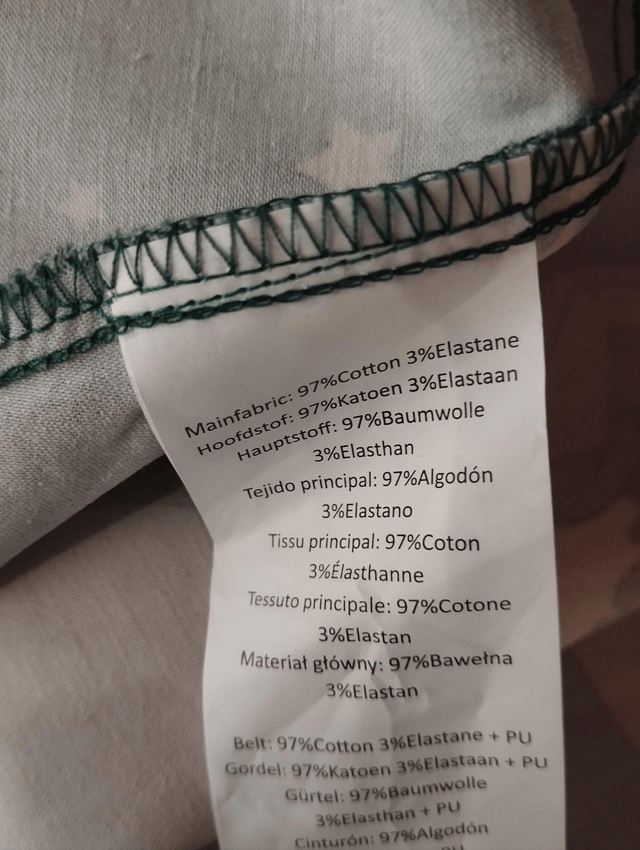 Mainfabric: 97%Cotton 3%Elastane
Hoofdstof: 97%Katoen 3%Elastaan
Hauptstoff: 97%Baumwolle
3%Elasthan
Tejido principal: 97%Algodón
3%Elastano
Tissu principal: 97%Coton
3%Élasthanne
Tessuto principale: 97%Cotone
3%Elastan
Materiał główny: 97%Bawełna
3%Elastan
Belt: 97%Cotton 3%Elastane + PU
Gordel: 97%Katoen 3%Elastaan + PU
Gürtel: 97%Baumwolle
3%Elasthan + PU
Cinturón: 97%Algodón